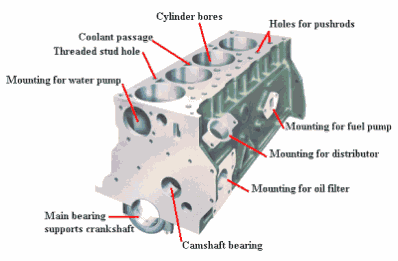 Cylinder bores
Coolant passage
Holes for pushrods
Threaded stud hole
Mounting for water pump
Mounting for fuel pump
Mounting for distributor
Mounting for oil filter
Main bearing
supports crankshaft
Camshaft bearing